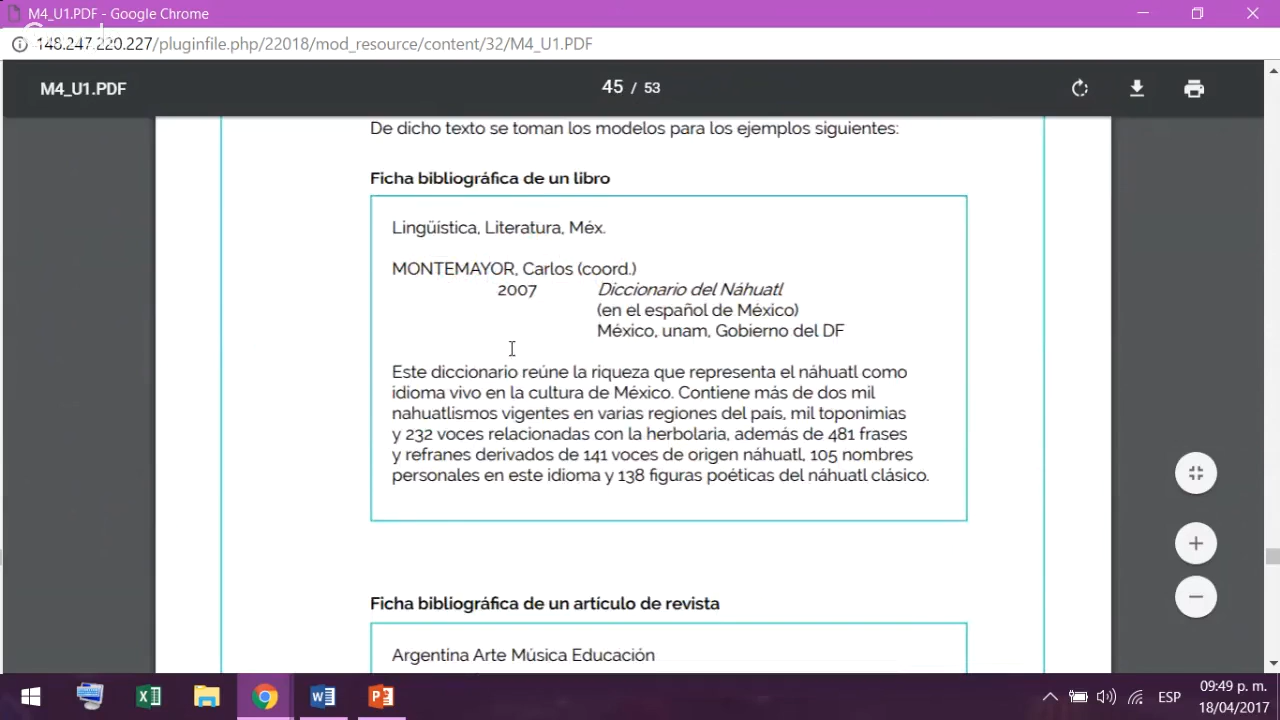 M4_U1.PDF - Google Chrome
148.247.220.227/pluginfile.php/22018/mod_resource/content/32/M4_U1.PDF
M4_U1.PDF
45 / 53
De dicho texto se toman los modelos para los ejemplos siguientes:
Ficha bibliográfica de un libro
Lingüística, Literatura, Méx.
MONTEMAYOR, Carlos (coord.)
2007 Diccionario del Náhuatl
(en el español de México)
México, unam, Gobierno del DF
Este diccionario reúne la riqueza que representa el náhuatl como
idioma vivo en la cultura de México. Contiene más de dos mil
nahuatlismos vigentes en varias regiones del país, mil toponimias
y 232 voces relacionadas con la herbolaria, además de 481 frases
y refranes derivados de 141 voces de origen náhuatl, 105 nombres
personales en este idioma y 138 figuras poéticas del náhuatl clásico.
Ficha bibliográfica de un artículo de revista
Argentina Arte Música Educación
ESP
09:49 p. m.
18/04/2017